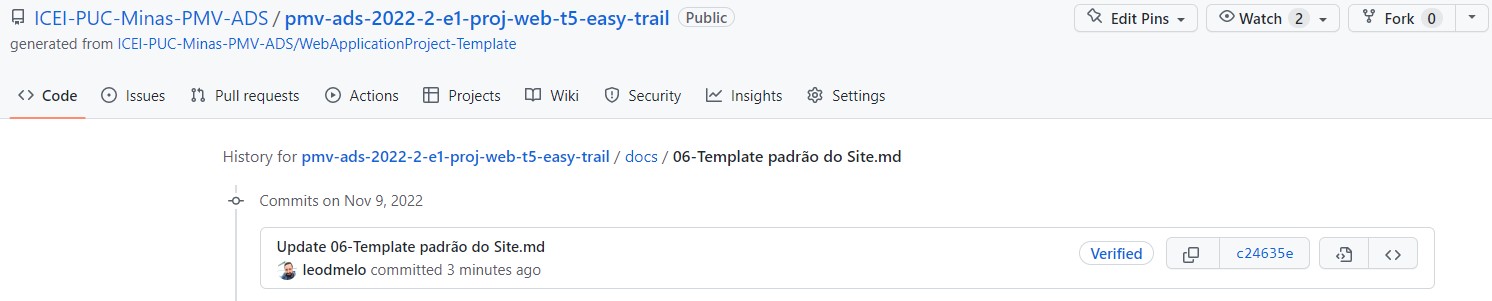 ICEI-PUC-Minas-PMV-ADS / pmv-ads-2022-2-e1-proj-web-t5-easy-trail Public Edit Pins Watch 2 Fork 0
generated from ICEI-PUC-Minas-PMV-ADS/WebApplicationProject-Template
Code Issues Pull requests Actions Projects Wiki Security Insights Settings
History for pmv-ads-2022-2-e1-proj-web-t5-easy-trail / docs / 06-Template padrão do Site.md
Commits on Nov 9, 2022
Update 06-Template padrão do Site.md
Verified c24635e
leodmelo committed 3 minutes ago